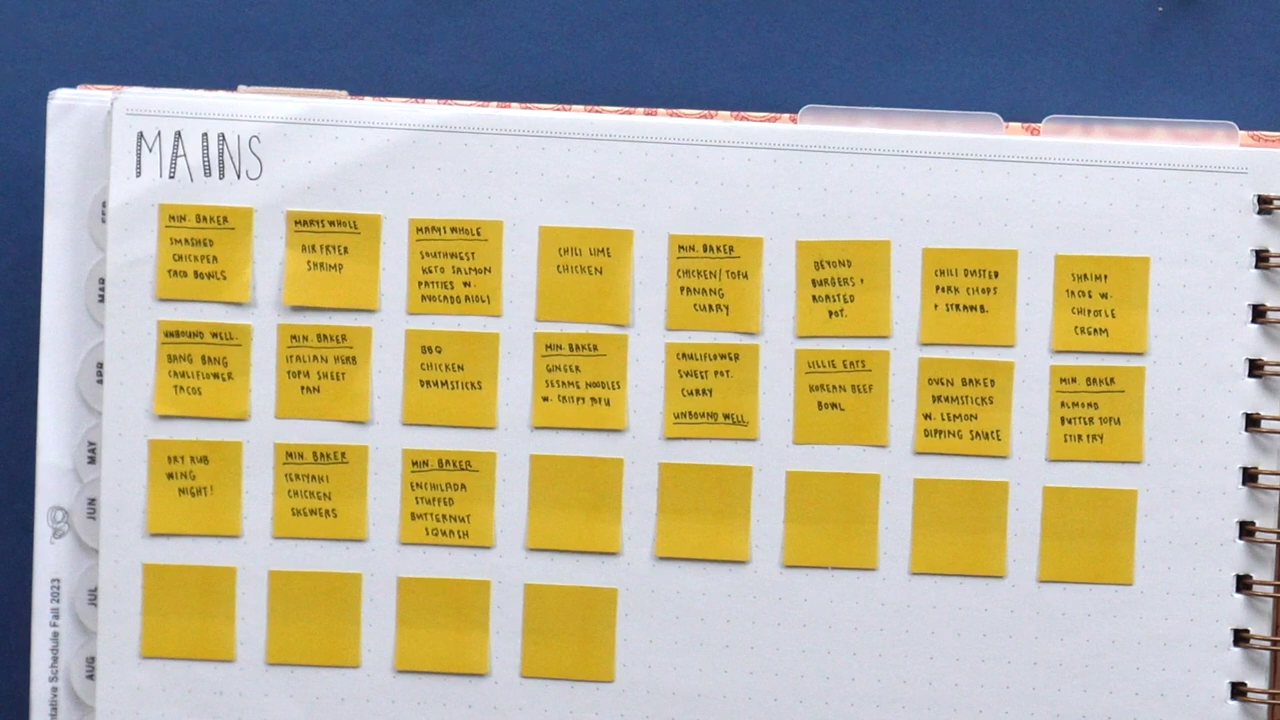 MAINS
MIN. BAKER
SMASHED
CHICKPEA
TACO BOWLS
MARYS WHOLE
AIR FRYER
SHRIMP
MARYS WHOLE
SOUTHWEST
KETO SALMON
PATTIES W.
AVOCADO AIOLI
CHILI LIME
CHICKEN
MIN. BAKER
CHICKEN/TOFU
PANANG
CURRY
BEYOND
BURGERS +
ROASTED
POT.
CHILI DUSTED
PORK CHOPS
+ STRAWB.
SHRIMP
TACOS W.
CHIPOTLE
CREAM
UNBOUND WELL.
BANG BANG
CAULIFLOWER
TACOS
MIN. BAKER
ITALIAN HERB
TOFU SHEET
PAN
BBQ
CHICKEN
DRUMSTICKS
MIN. BAKER
GINGER
SESAME NOODLES
W. CRISPY TOFU
CAULIFLOWER
SWEET POT.
CURRY
UNBOUND WELL.
LILLIE EATS
KOREAN BEEF
BOWL
OVEN BAKED
DRUMSTICKS
W. LEMON
DIPPING SAUCE
MIN. BAKER
ALMOND
BUTTER TOFU
STIR FRY
DRY RUB
WING
NIGHT!
MIN. BAKER
TERIYAKI
CHICKEN
SKEWERS
MIN. BAKER
ENCHILADA
STUFFED
BUTTERNUT
SQUASH
FEB
MAR
APR
MAY
JUN
JUL
AUG
Schedule Fall 2023